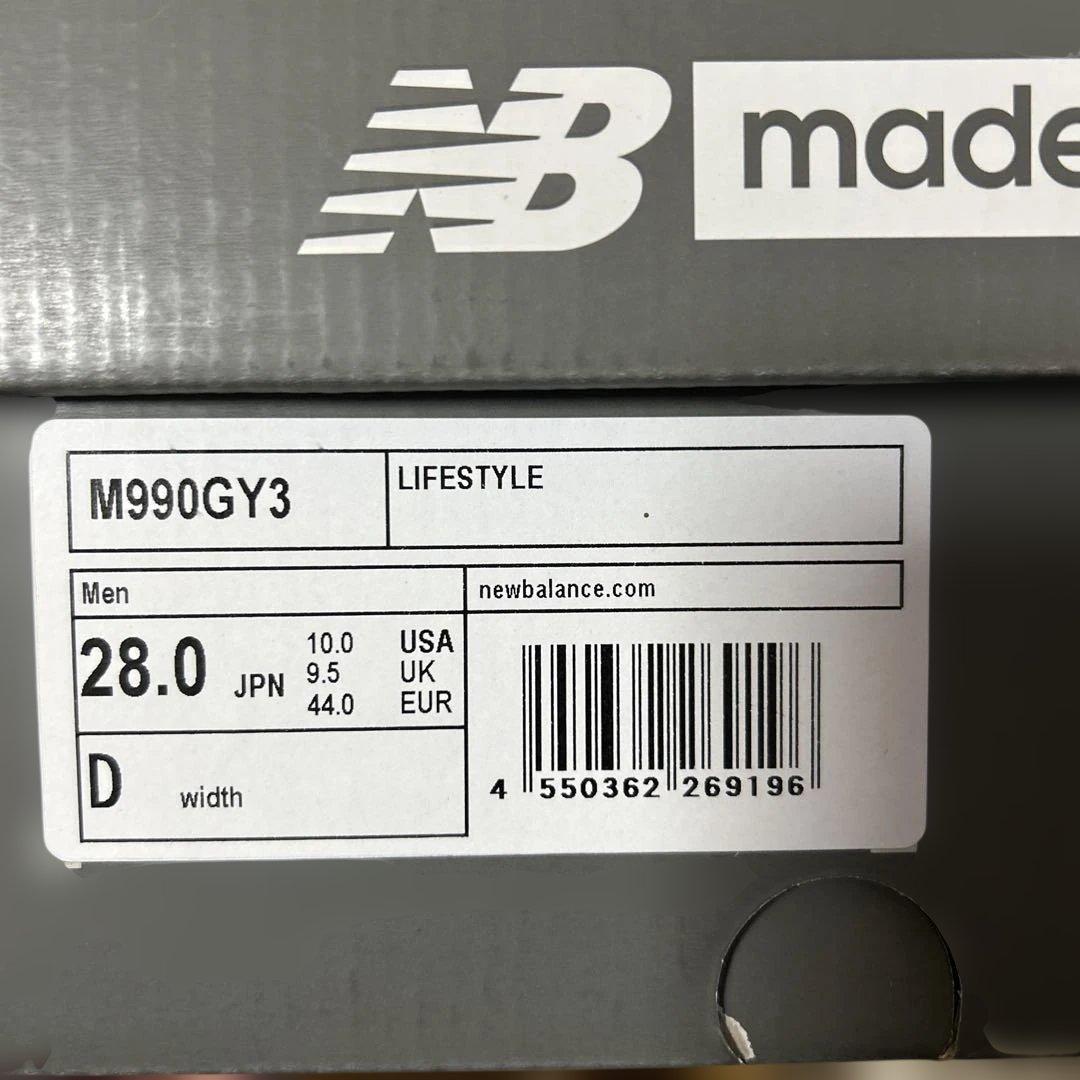 NB made
M990GY3
LIFESTYLE
Men
newbalance.com
28.0 JPN
10.0 USA
9.5 UK
44.0 EUR
D width
4 550362 269196